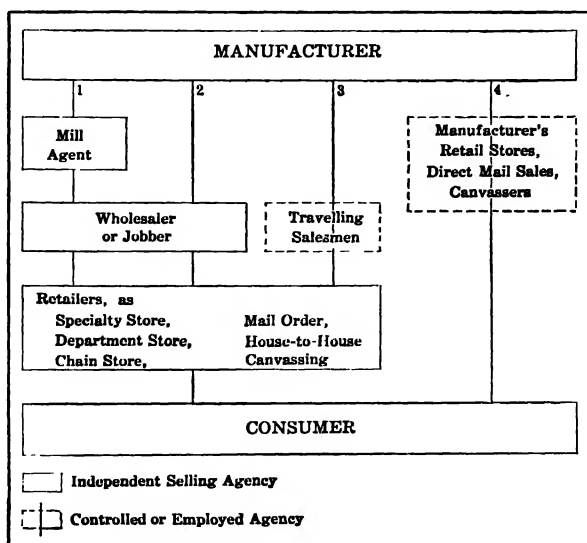 MANUFACTURER
1
2
3
4
Mill
Agent
Manufacturer's
Retail Stores,
Direct Mail Sales,
Canvassers
Wholesaler
or Jobber
Travelling
Salesmen
Retailers, as
Specialty Store,
Department Store,
Chain Store,
Mail Order,
House-to-House
Canvassing
CONSUMER
Independent Selling Agency
Controlled or Employed Agency